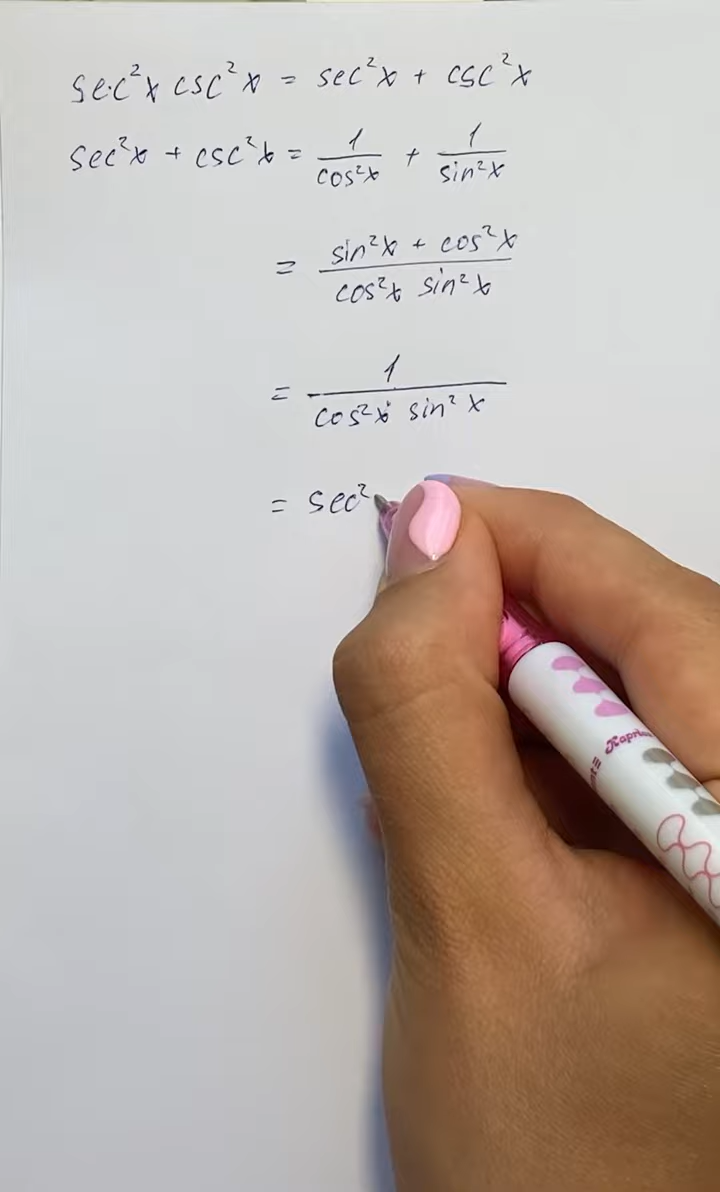 sec²x csc²x = sec²x + csc²x
sec²x + csc²x = 1/cos²x + 1/sin²x
= (sin²x + cos²x)/(cos²x sin²x)
= 1/(cos²x sin²x)
= sec²